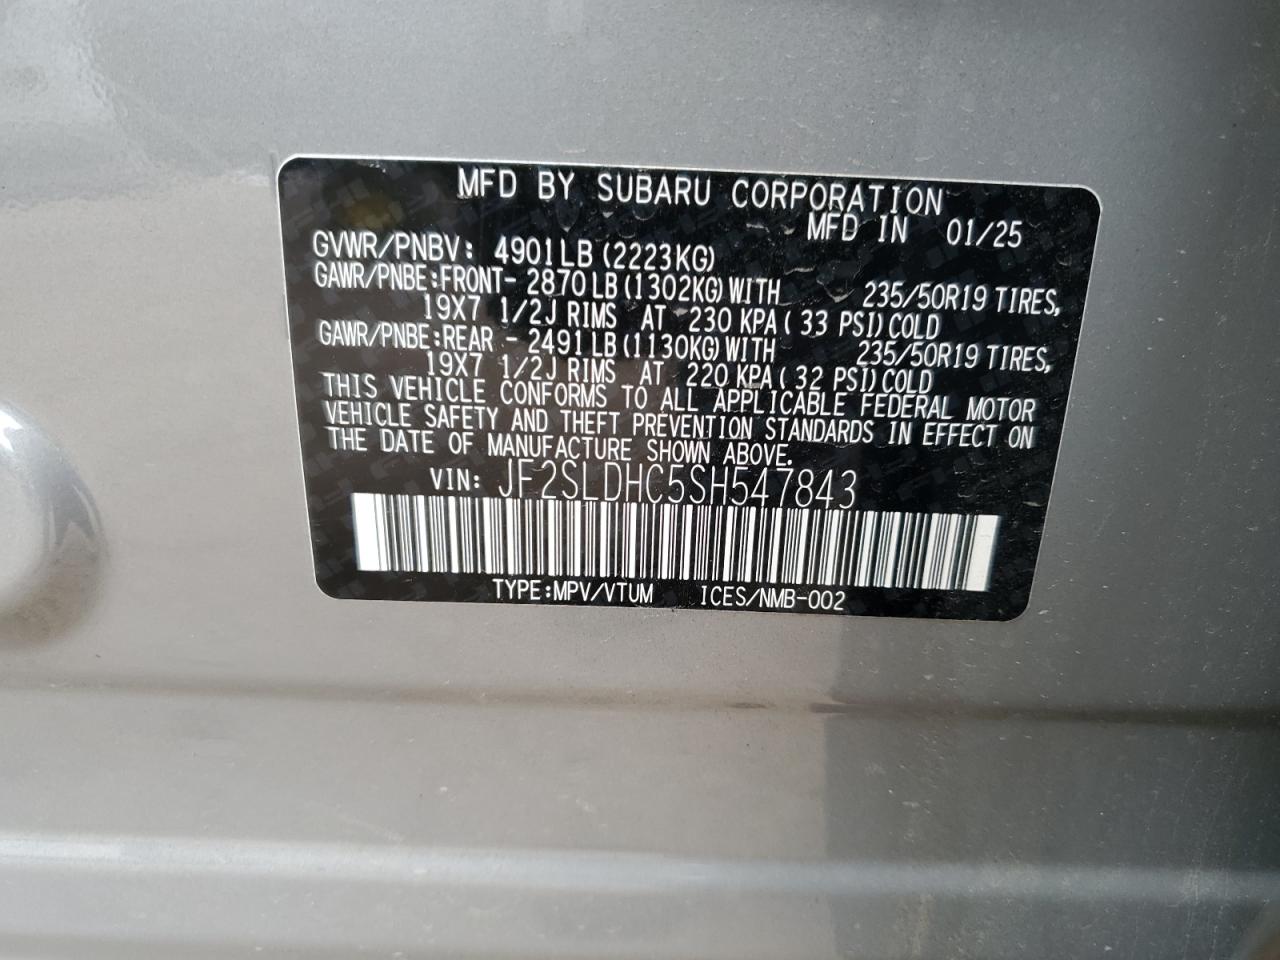 MFD BY SUBARU CORPORATION
MFD IN 01/25
GVWR/PNBV: 4901LB(2223KG)
GAWR/PNBE:FRONT- 2870LB(1302KG)WITH 235/50R19 TIRES,
19X7 1/2J RIMS AT 230 KPA( 33 PSI)COLD
GAWR/PNBE:REAR - 2491LB(1130KG)WITH 235/50R19 TIRES,
19X7 1/2J RIMS AT 220 KPA( 32 PSI)COLD
THIS VEHICLE CONFORMS TO ALL APPLICABLE FEDERAL MOTOR
VEHICLE SAFETY AND THEFT PREVENTION STANDARDS IN EFFECT ON
THE DATE OF MANUFACTURE SHOWN ABOVE.
VIN: JF2SLDHC5SH547843
TYPE:MPV/VTUM ICES/NMB-002